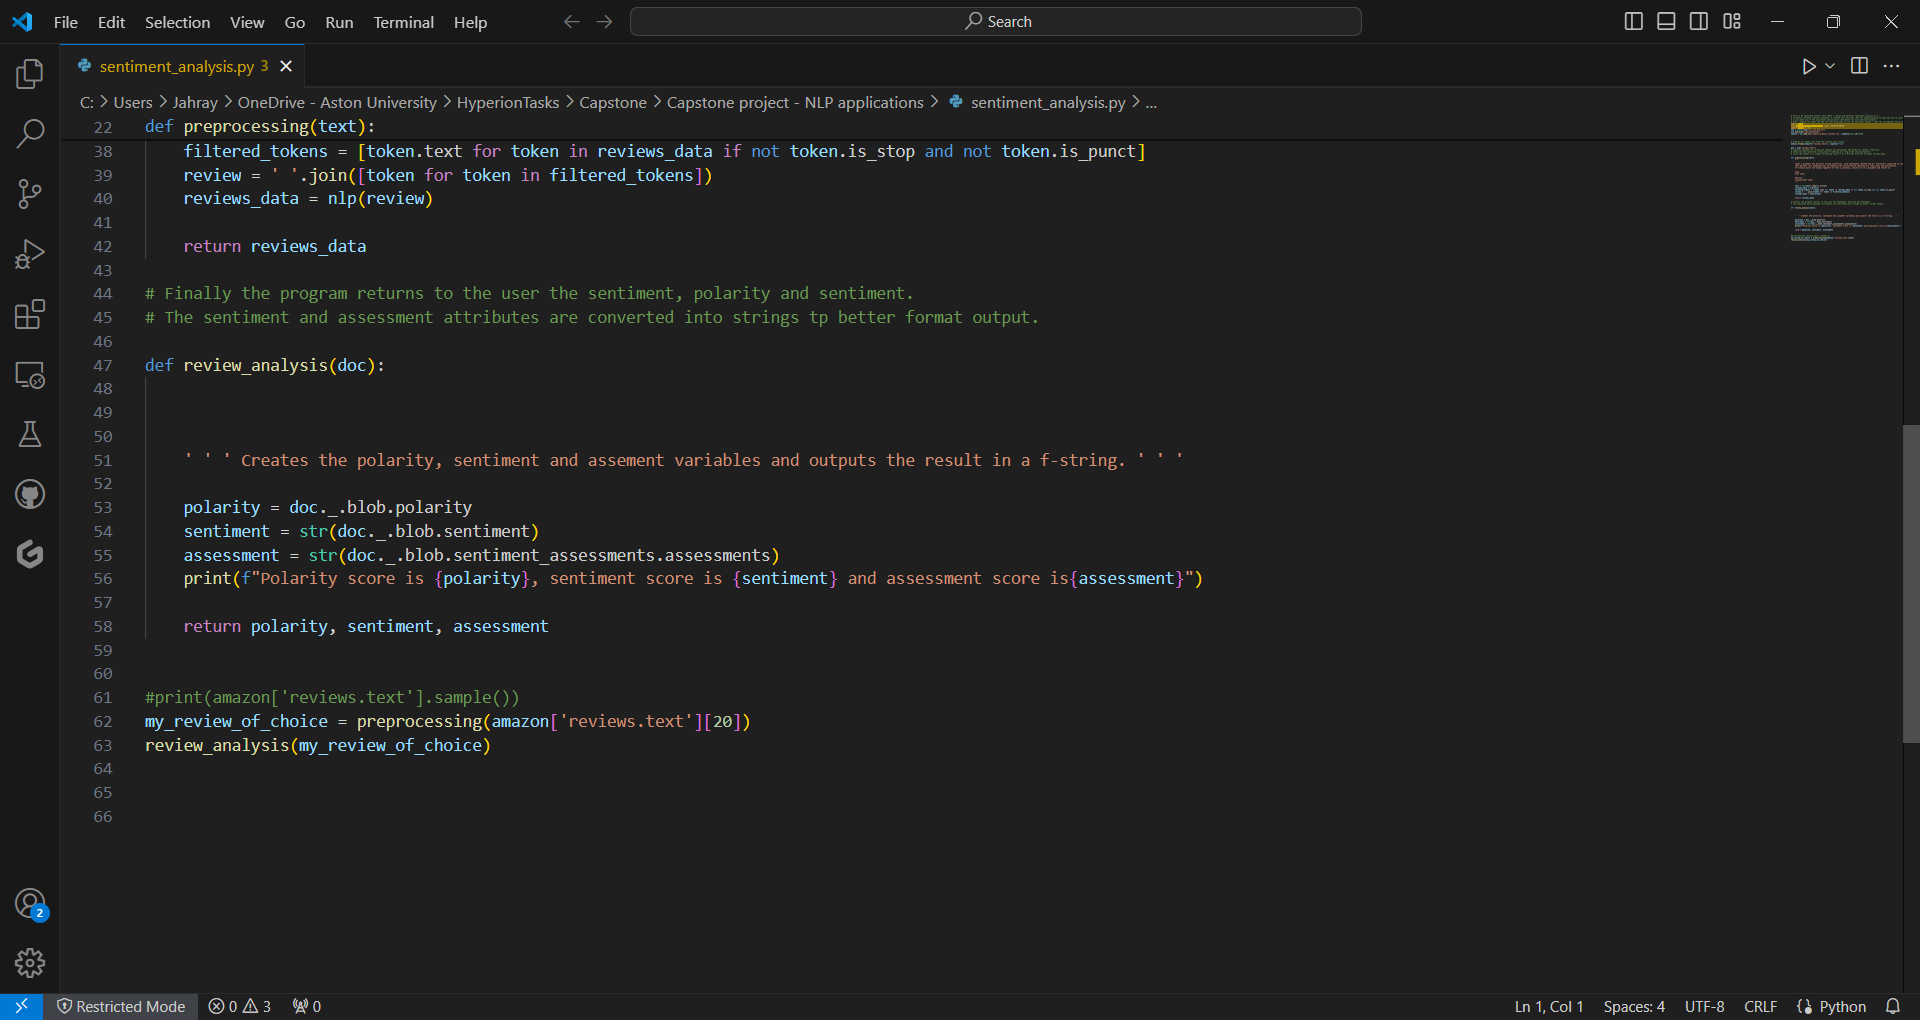 File Edit Selection View Go Run Terminal Help Search
sentiment_analysis.py 3
C: > Users > Jahray > OneDrive - Aston University > HyperionTasks > Capstone > Capstone project - NLP applications > sentiment_analysis.py > ...
22 def preprocessing(text):
38 filtered_tokens = [token.text for token in reviews_data if not token.is_stop and not token.is_punct]
39 review = ' '.join([token for token in filtered_tokens])
40 reviews_data = nlp(review)
41
42 return reviews_data
43
44 # Finally the program returns to the user the sentiment, polarity and sentiment.
45 # The sentiment and assessment attributes are converted into strings tp better format output.
46
47 def review_analysis(doc):
48
49
50
51 ' ' ' Creates the polarity, sentiment and assement variables and outputs the result in a f-string. ' ' '
52
53 polarity = doc._.blob.polarity
54 sentiment = str(doc._.blob.sentiment)
55 assessment = str(doc._.blob.sentiment_assessments.assessments)
56 print(f"Polarity score is {polarity}, sentiment score is {sentiment} and assessment score is{assessment}")
57
58 return polarity, sentiment, assessment
59
60
61 #print(amazon['reviews.text'].sample())
62 my_review_of_choice = preprocessing(amazon['reviews.text'][20])
63 review_analysis(my_review_of_choice)
64
65
66
2
Restricted Mode 0 3 0 Ln 1, Col 1 Spaces: 4 UTF-8 CRLF Python